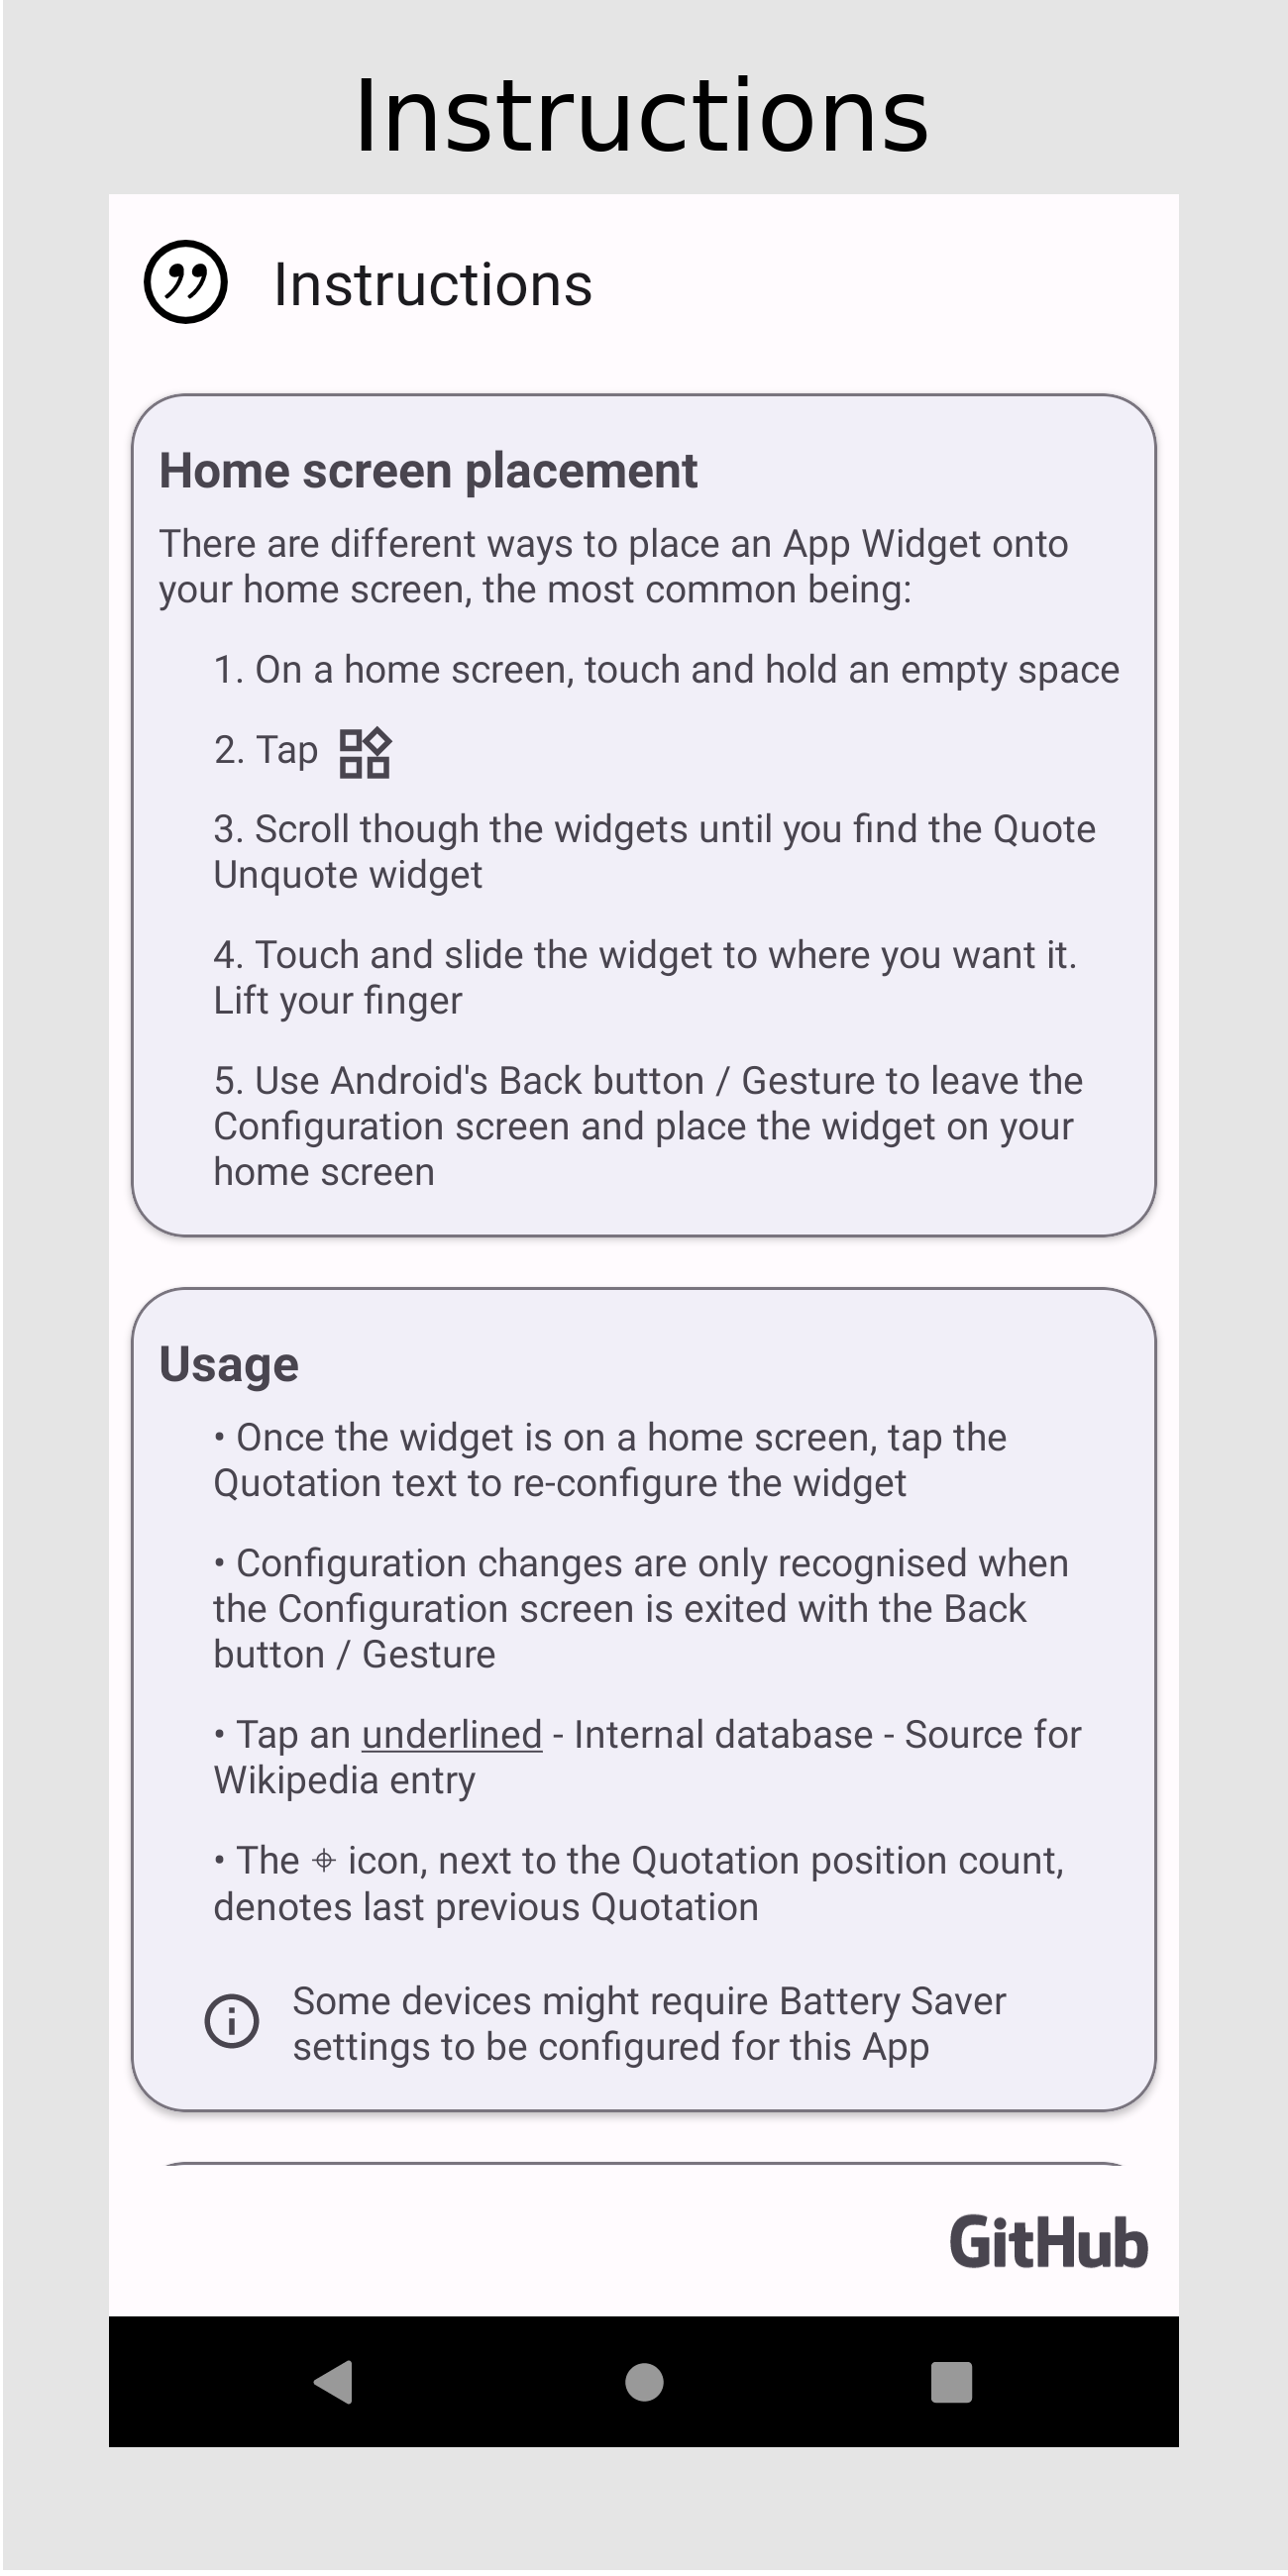 Instructions
Instructions
Home screen placement
There are different ways to place an App Widget onto
your home screen, the most common being:
1. On a home screen, touch and hold an empty space
2. Tap
3. Scroll though the widgets until you find the Quote
Unquote widget
4. Touch and slide the widget to where you want it.
Lift your finger
5. Use Android's Back button / Gesture to leave the
Configuration screen and place the widget on your
home screen
Usage
• Once the widget is on a home screen, tap the
Quotation text to re-configure the widget
• Configuration changes are only recognised when
the Configuration screen is exited with the Back
button / Gesture
• Tap an underlined - Internal database - Source for
Wikipedia entry
• The ⌖ icon, next to the Quotation position count,
denotes last previous Quotation
Some devices might require Battery Saver
settings to be configured for this App
GitHub